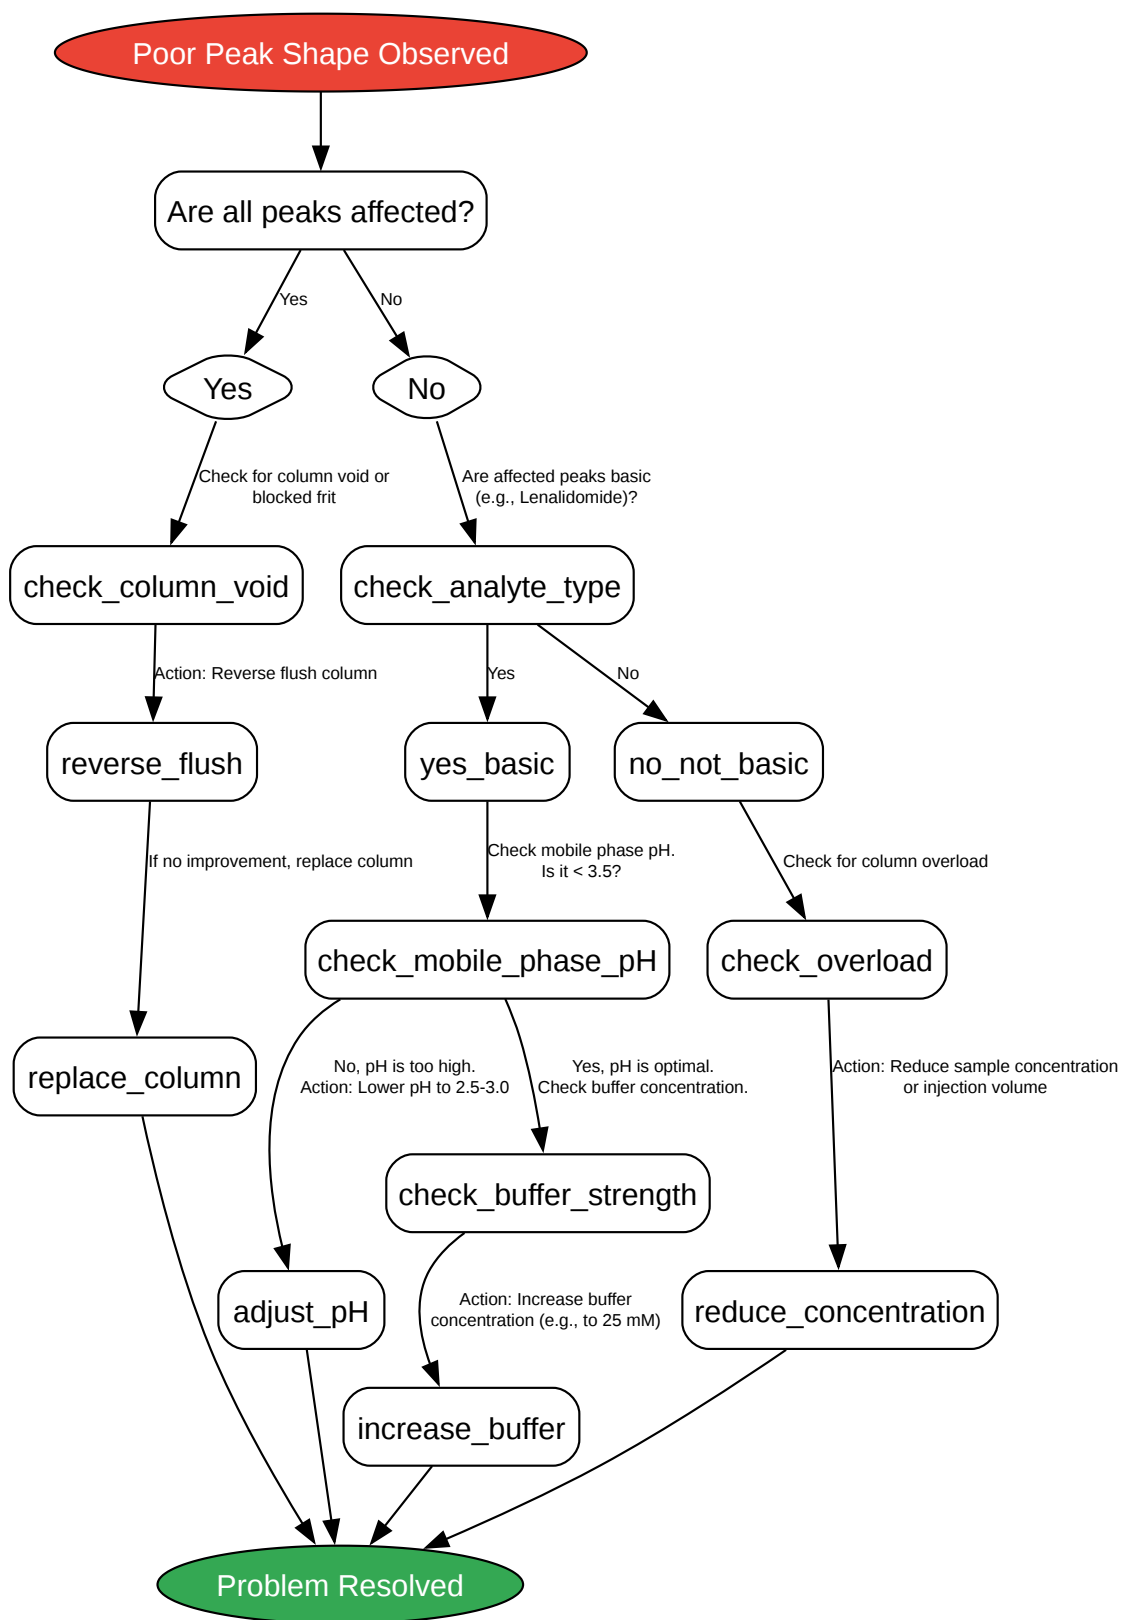 Poor Peak Shape Observed
Are all peaks affected?
Yes
No
Yes
No
Check for column void or
blocked frit
Are affected peaks basic
(e.g., Lenalidomide)?
check_column_void
check_analyte_type
Action: Reverse flush column
Yes
No
reverse_flush
yes_basic
no_not_basic
If no improvement, replace column
Check mobile phase pH.
Is it < 3.5?
Check for column overload
check_mobile_phase_pH
check_overload
No, pH is too high.
Action: Lower pH to 2.5-3.0
Yes, pH is optimal.
Check buffer concentration.
Action: Reduce sample concentration
or injection volume
replace_column
check_buffer_strength
adjust_pH
Action: Increase buffer
concentration (e.g., to 25 mM)
reduce_concentration
increase_buffer
Problem Resolved